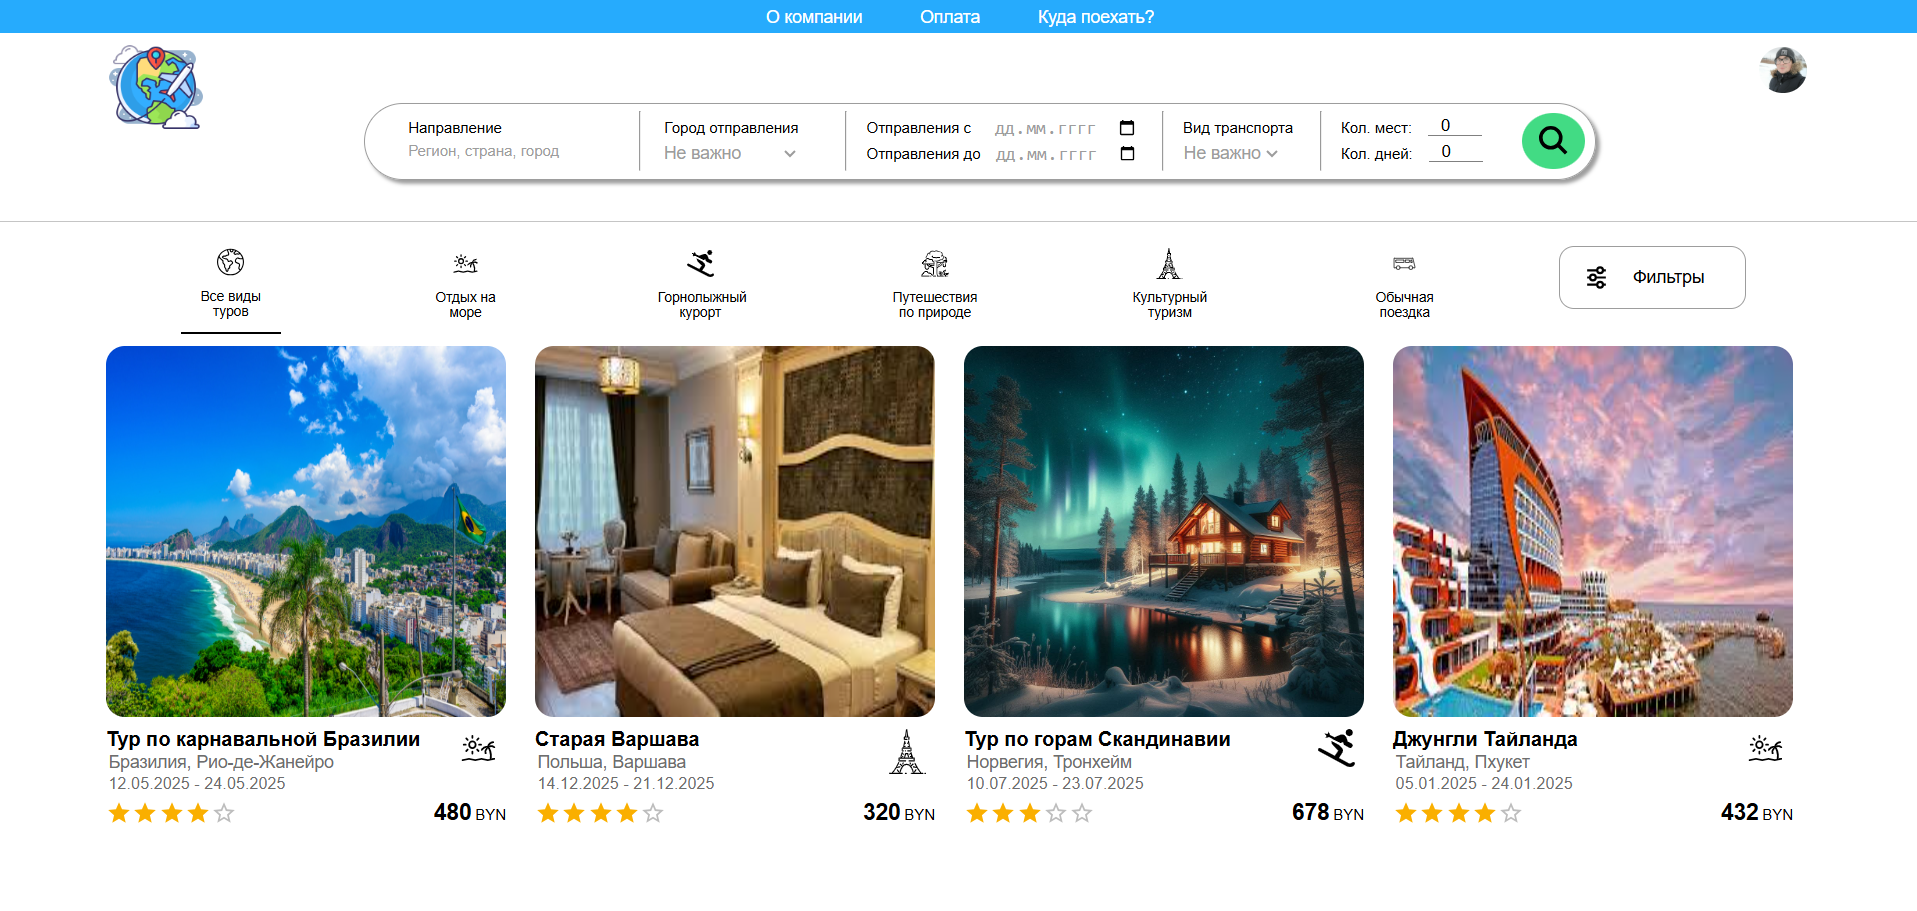 О компании Оплата Куда поехать?
Направление
Регион, страна, город
Город отправления
Не важно
Отправления с дд.мм.гггг
Отправления до дд.мм.гггг
Вид транспорта
Не важно
Кол. мест: 0
Кол. дней: 0
Все виды
туров
Отдых на
море
Горнолыжный
курорт
Путешествия
по природе
Культурный
туризм
Обычная
поездка
Фильтры
Тур по карнавальной Бразилии
Бразилия, Рио-де-Жанейро
12.05.2025 - 24.05.2025
480 BYN
Старая Варшава
Польша, Варшава
14.12.2025 - 21.12.2025
320 BYN
Тур по горам Скандинавии
Норвегия, Тронхейм
10.07.2025 - 23.07.2025
678 BYN
Джунгли Тайланда
Тайланд, Пхукет
05.01.2025 - 24.01.2025
432 BYN